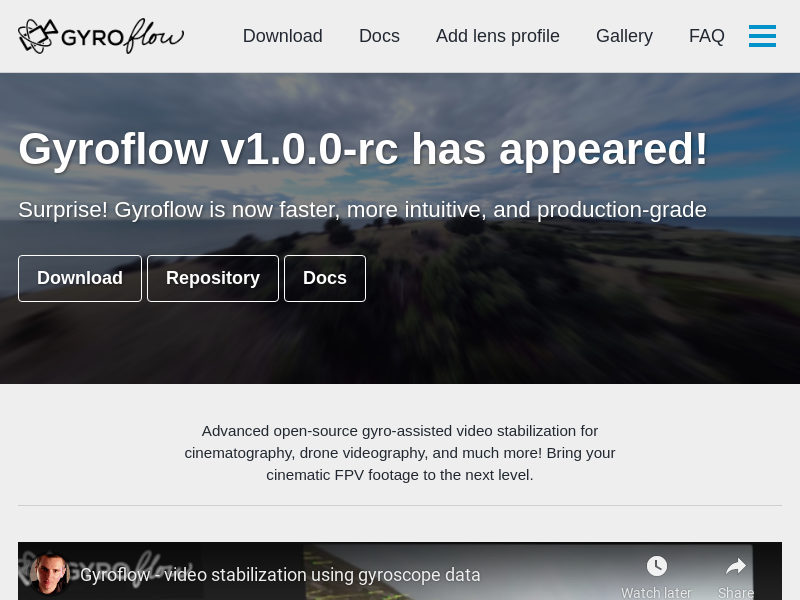 GYROflow
Download Docs Add lens profile Gallery FAQ
Gyroflow v1.0.0-rc has appeared!
Surprise! Gyroflow is now faster, more intuitive, and production-grade
Download Repository Docs
Advanced open-source gyro-assisted video stabilization for
cinematography, drone videography, and much more! Bring your
cinematic FPV footage to the next level.
GYROflow
Gyroflow - video stabilization using gyroscope data
Watch later Share